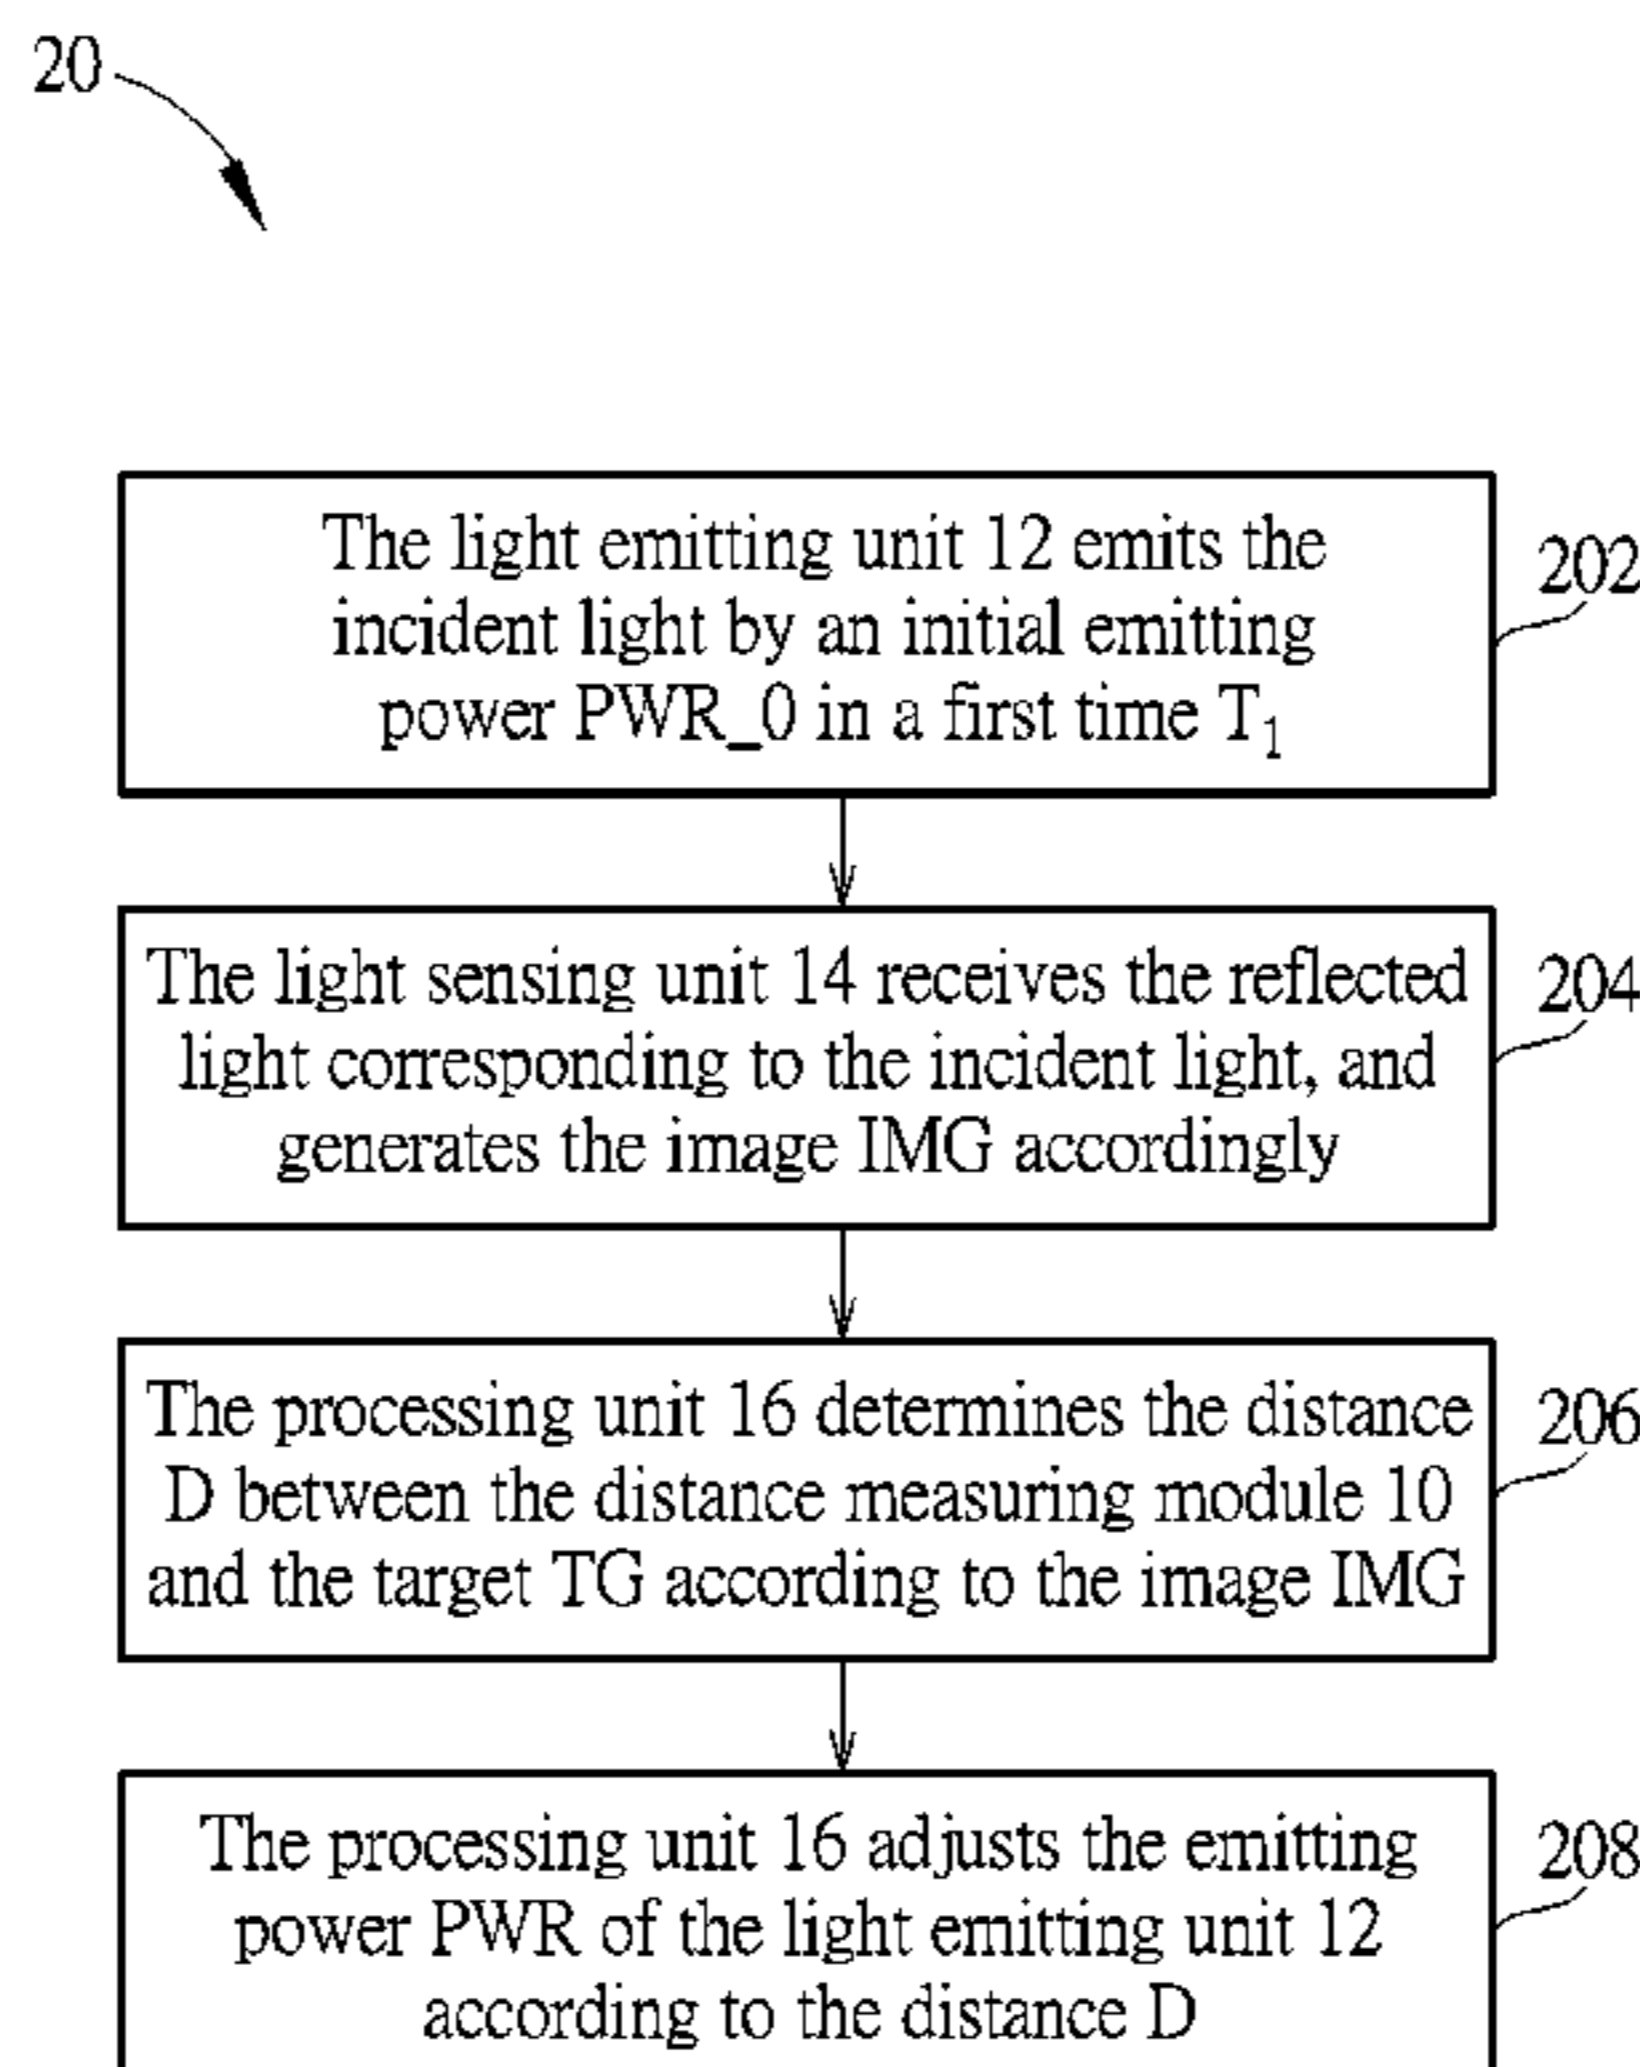 20
The light emitting unit 12 emits the
incident light by an initial emitting
power PWR_0 in a first time T₁
202
The light sensing unit 14 receives the reflected
light corresponding to the incident light, and
generates the image IMG accordingly
204
The processing unit 16 determines the distance
D between the distance measuring module 10
and the target TG according to the image IMG
206
The processing unit 16 adjusts the emitting
power PWR of the light emitting unit 12
according to the distance D
208